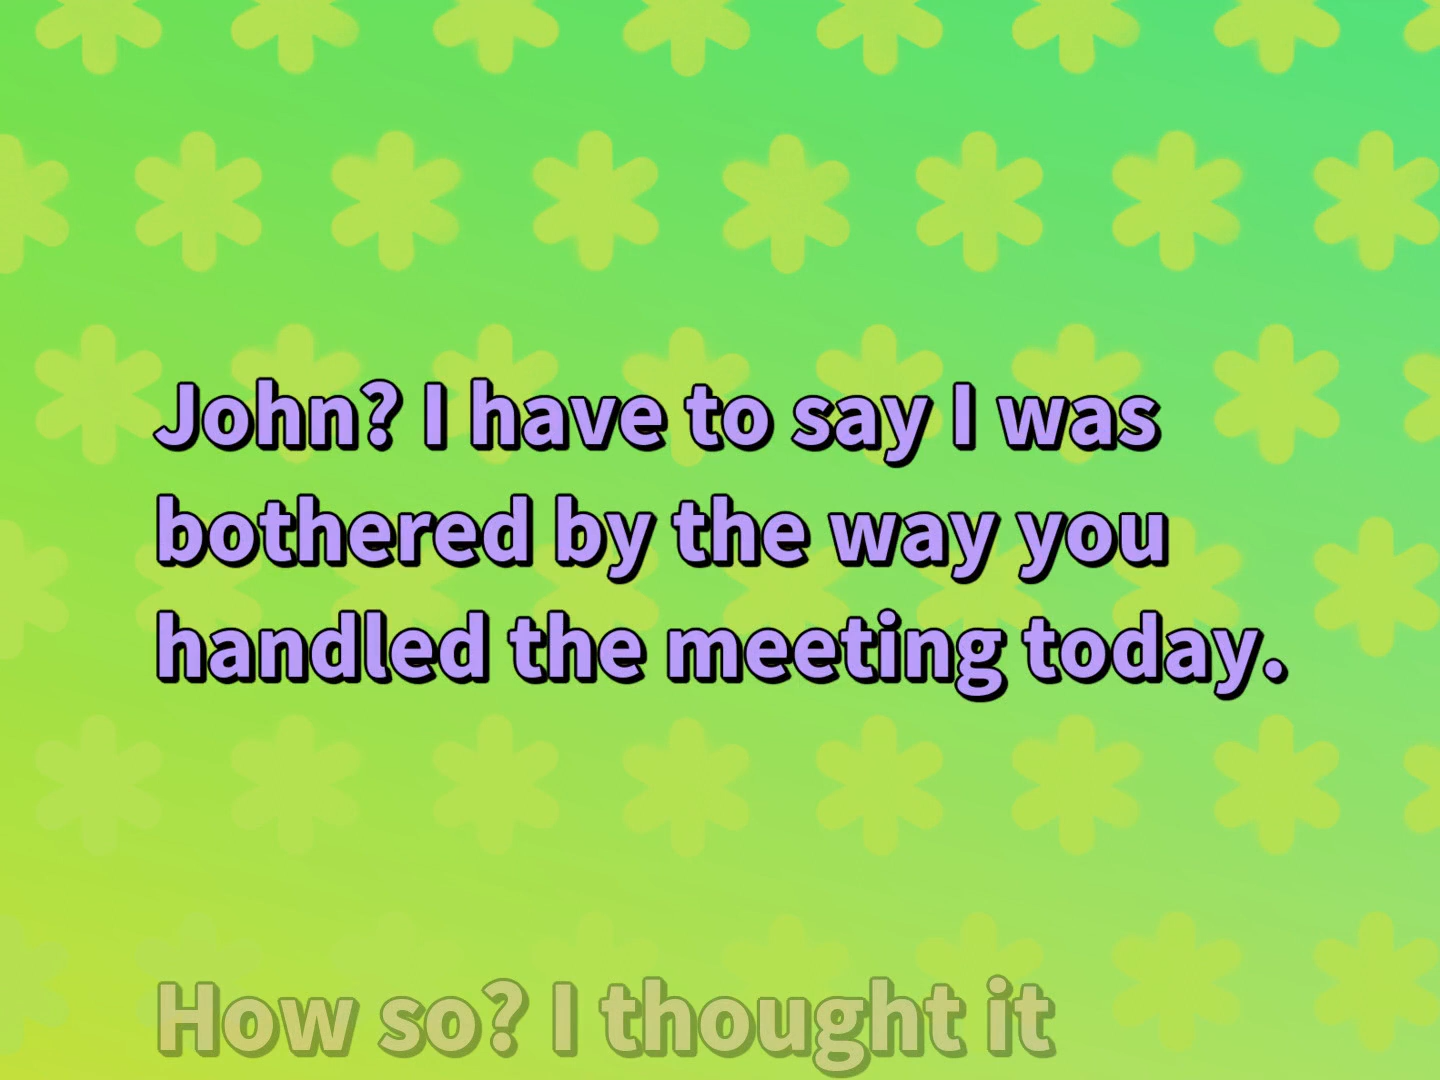 John? I have to say I was
bothered by the way you
handled the meeting today.
How so? I thought it